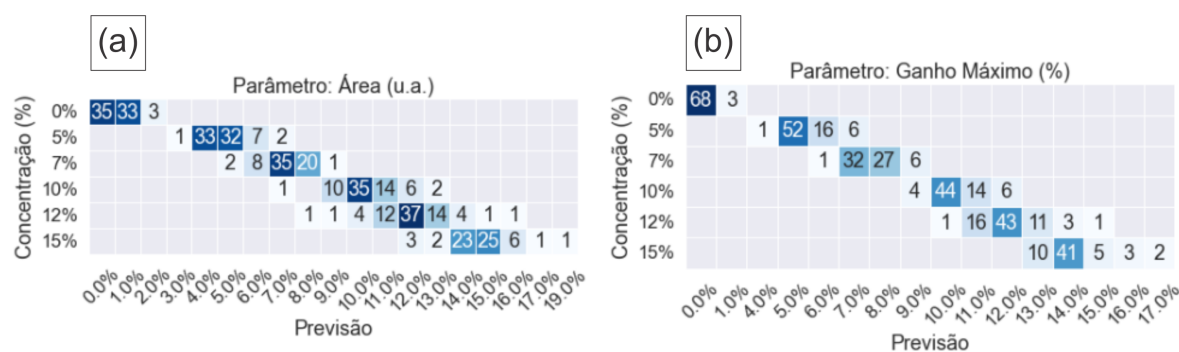 (a)
Parâmetro: Área (u.a.)
Concentração (%)
0% 35 33 3
5% 1 33 32 7 2
7% 2 8 35 20 1
10% 1 10 35 14 6 2
12% 1 1 4 12 37 14 4 1 1
15% 3 2 23 25 6 1 1
0.0% 1.0% 2.0% 3.0% 4.0% 5.0% 6.0% 7.0% 8.0% 9.0% 10.0% 11.0% 12.0% 13.0% 14.0% 15.0% 16.0% 17.0% 19.0%
Previsão
(b)
Parâmetro: Ganho Máximo (%)
Concentração (%)
0% 68 3
5% 1 52 16 6
7% 1 32 27 6
10% 4 44 14 6
12% 1 16 43 11 3 1
15% 10 41 5 3 2
0.0% 1.0% 4.0% 5.0% 6.0% 7.0% 8.0% 9.0% 10.0% 11.0% 12.0% 13.0% 14.0% 15.0% 16.0% 17.0%
Previsão